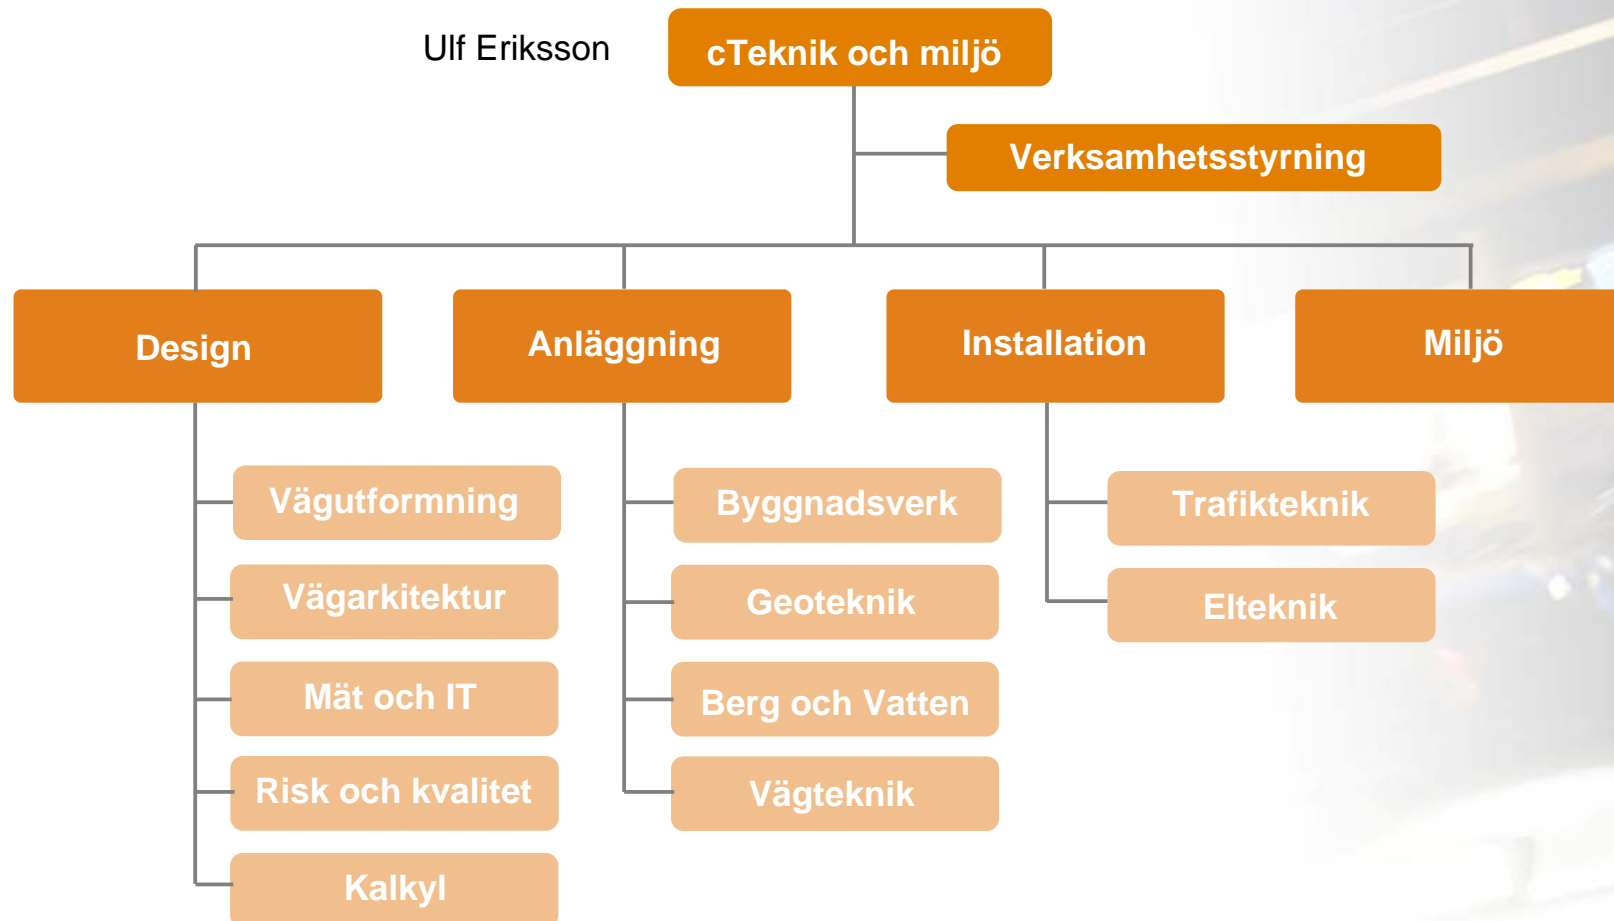 Ulf Eriksson
cTeknik och miljö
Verksamhetsstyrning
Design
Anläggning
Installation
Miljö
Vägutformning
Vägarkitektur
Mät och IT
Risk och kvalitet
Kalkyl
Byggnadsverk
Geoteknik
Berg och Vatten
Vägteknik
Trafikteknik
Elteknik